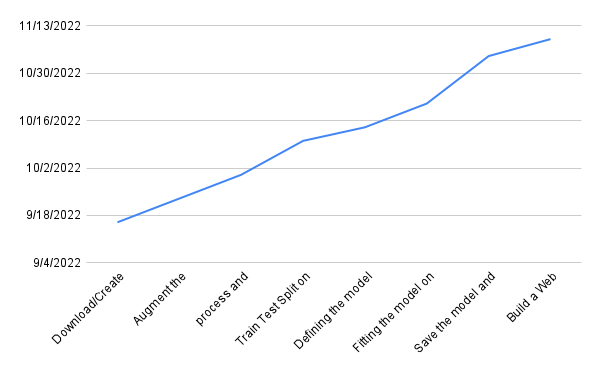 11/13/2022
10/30/2022
10/16/2022
10/2/2022
9/18/2022
9/4/2022
Download/Create
Augment the
process and
Train Test Split on
Defining the model
Fitting the model on
Save the model and
Build a Web